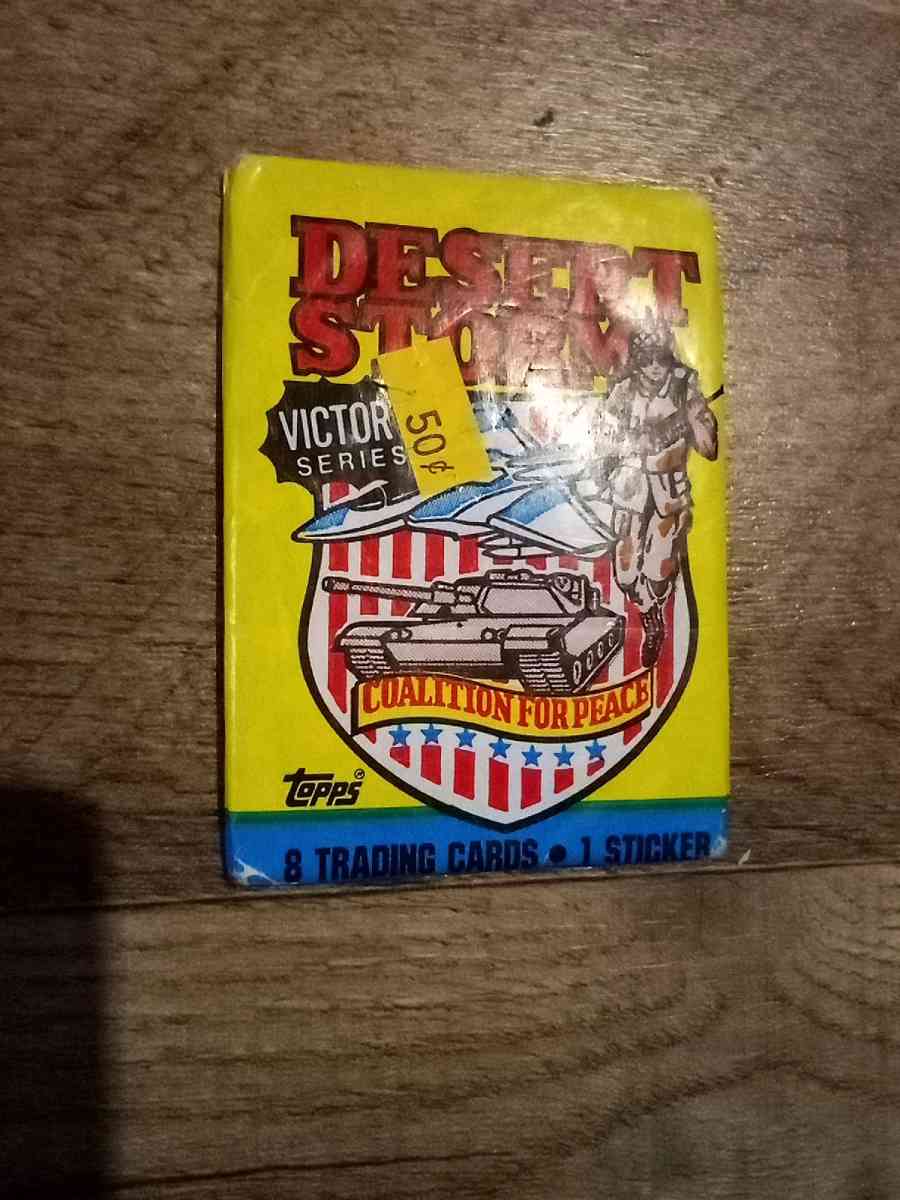 DESERT
STORM
VICTOR
SERIES
50¢
COALITION FOR PEACE
topps®
8 TRADING CARDS • 1 STICKER